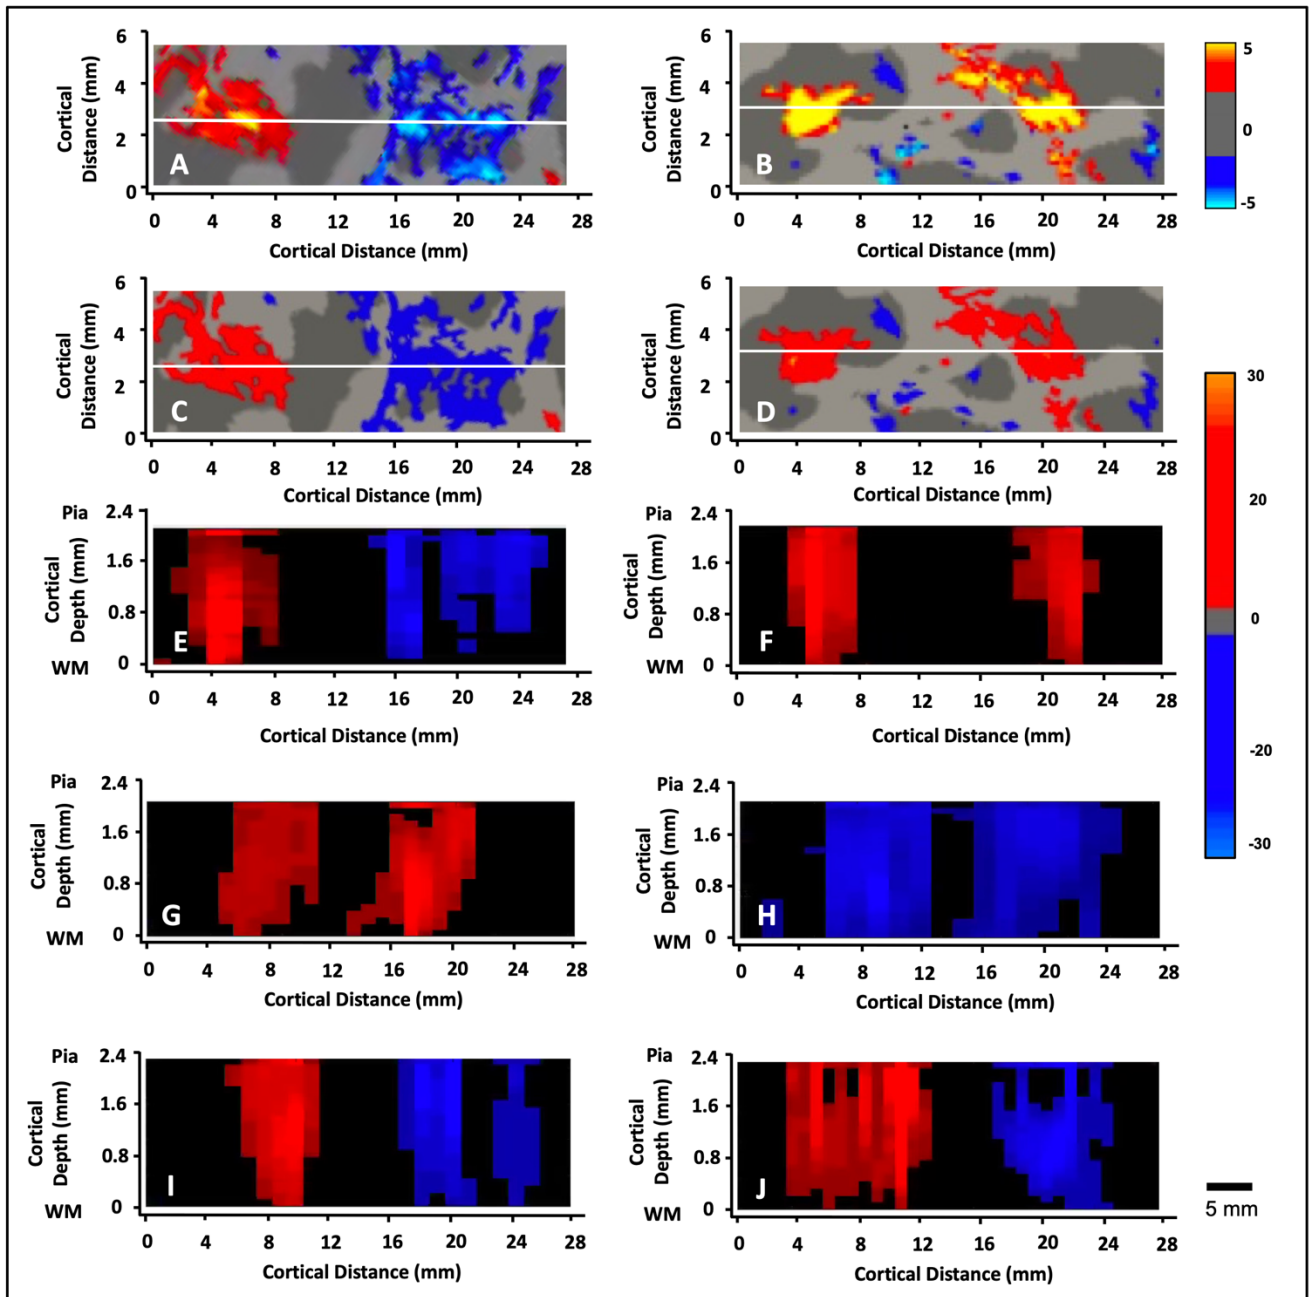 6
4
2
0
Cortical
Distance (mm)
A
0 4 8 12 16 20 24 28
Cortical Distance (mm)
6
4
2
0
Cortical
Distance (mm)
B
0 4 8 12 16 20 24 28
Cortical Distance (mm)
5
0
-5
6
4
2
0
Cortical
Distance (mm)
C
0 4 8 12 16 20 24 28
Cortical Distance (mm)
6
4
2
0
Cortical
Distance (mm)
D
0 4 8 12 16 20 24 28
Cortical Distance (mm)
30
20
0
-20
-30
Pia 2.4
1.6
0.8
WM 0
Cortical
Depth (mm)
E
0 4 8 12 16 20 24 28
Cortical Distance (mm)
Pia 2.4
1.6
0.8
WM 0
Cortical
Depth (mm)
F
0 4 8 12 16 20 24 28
Cortical Distance (mm)
Pia 2.4
1.6
0.8
WM 0
Cortical
Depth (mm)
G
0 4 8 12 16 20 24 28
Cortical Distance (mm)
Pia 2.4
1.6
0.8
WM 0
Cortical
Depth (mm)
H
0 4 8 12 16 20 24 28
Cortical Distance (mm)
Pia 2.4
1.6
0.8
WM 0
Cortical
Depth (mm)
I
0 4 8 12 16 20 24 28
Cortical Distance (mm)
Pia 2.4
1.6
0.8
WM 0
Cortical
Depth (mm)
J
0 4 8 12 16 20 24 28
Cortical Distance (mm)
5 mm